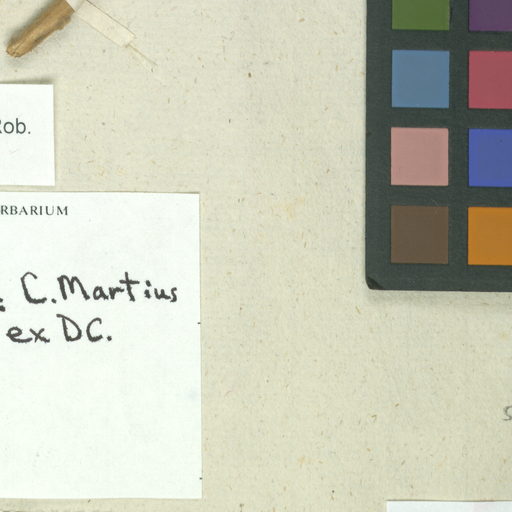 Rob.
RBARIUM
: C. Martius
ex DC.